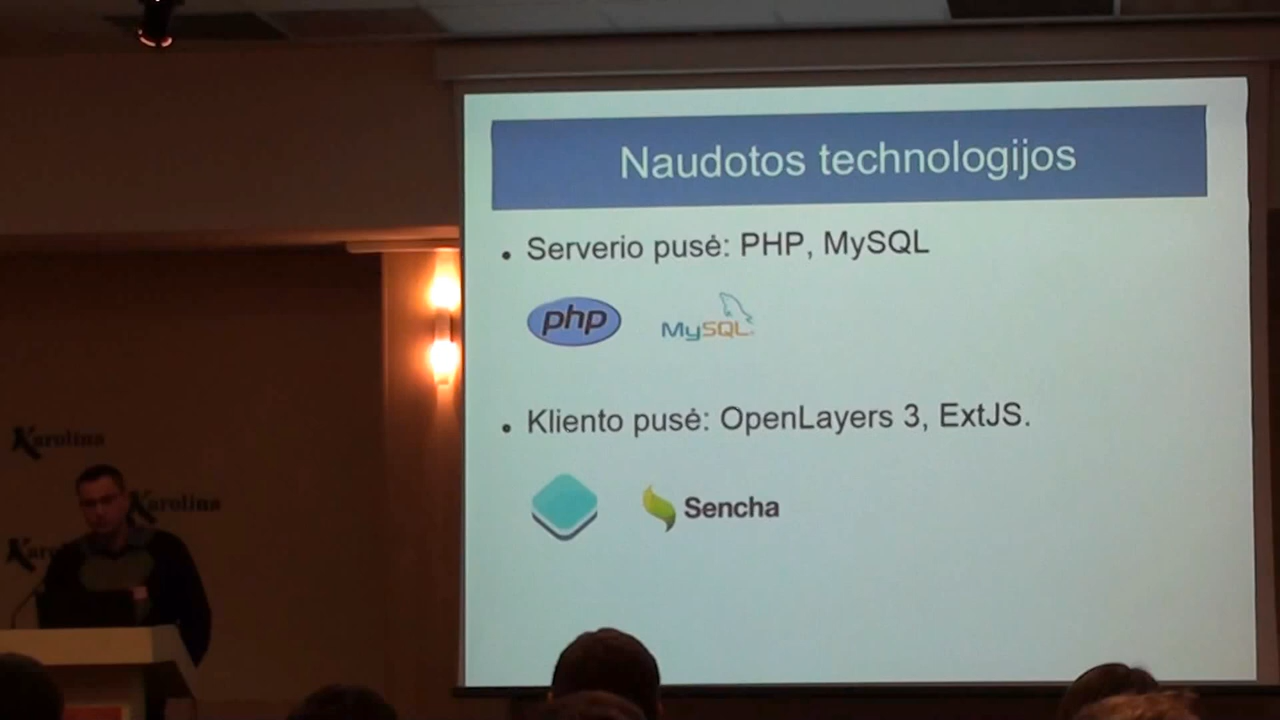 Naudotos technologijos
• Serverio pusė: PHP, MySQL
php MySQL
• Kliento pusė: OpenLayers 3, ExtJS.
Sencha
Karolina
Karolina